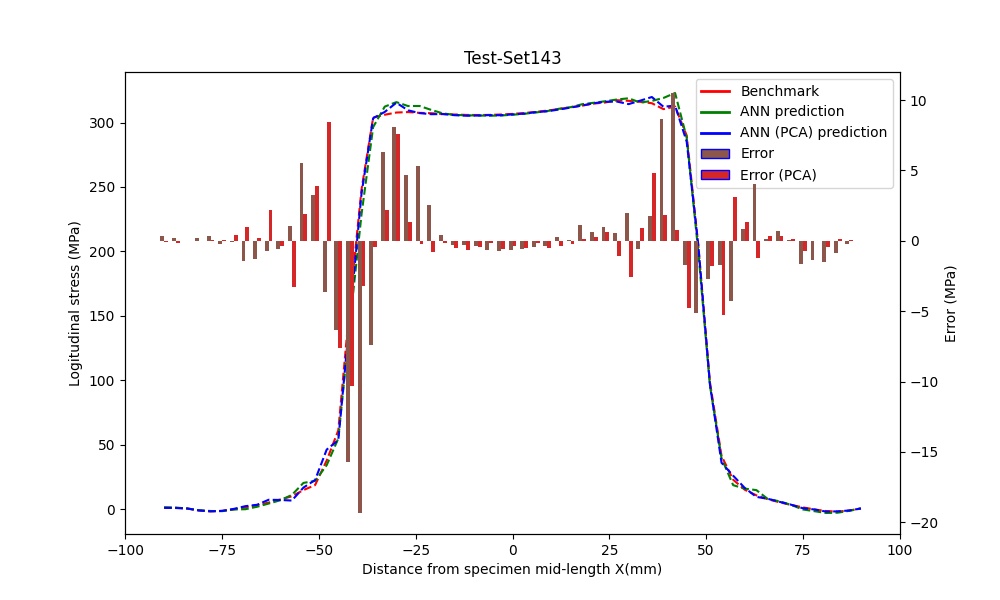 Test-Set143
Benchmark
ANN prediction
ANN (PCA) prediction
Error
Error (PCA)
Logitudinal stress (MPa)
300
250
200
150
100
50
0
10
5
0
−5
−10
−15
−20
Error (MPa)
−100 −75 −50 −25 0 25 50 75 100
Distance from specimen mid-length X(mm)